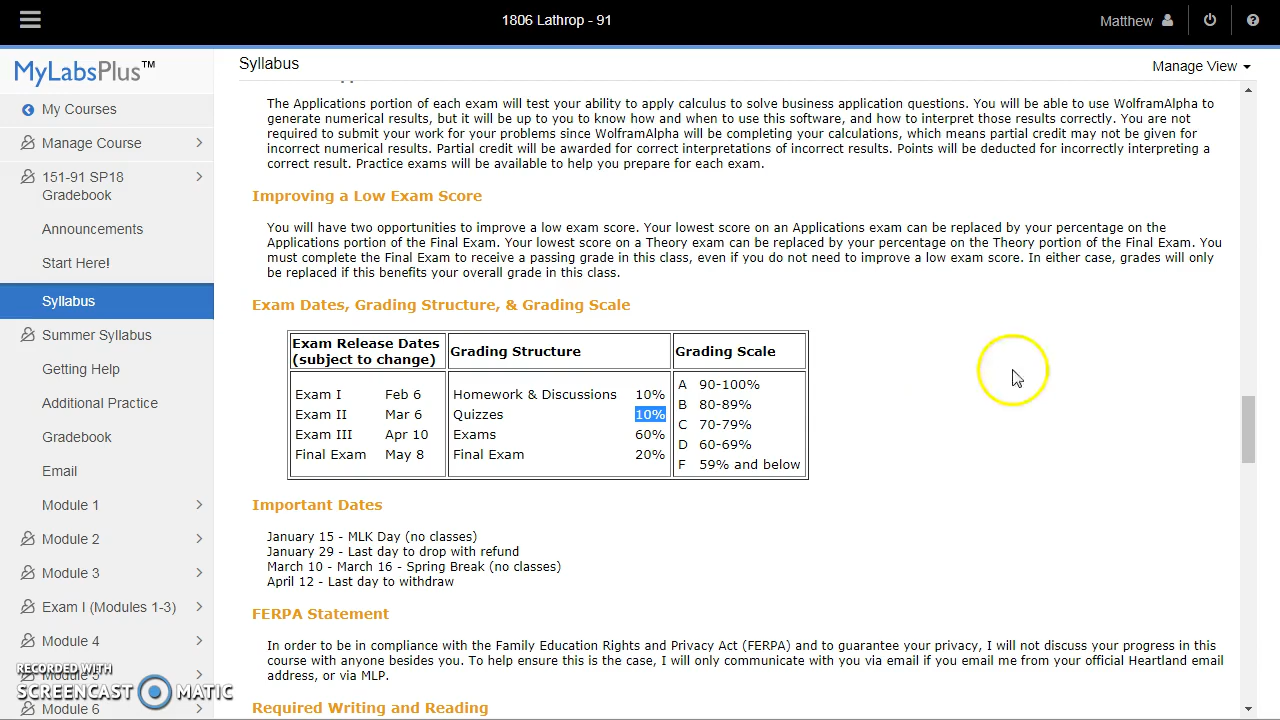 1806 Lathrop - 91
Matthew
MyLabsPlus™
My Courses
Manage Course
151-91 SP18
Gradebook
Announcements
Start Here!
Syllabus
Summer Syllabus
Getting Help
Additional Practice
Gradebook
Email
Module 1
Module 2
Module 3
Exam I (Modules 1-3)
Module 4
Module 5
Module 6
RECORDED WITH
SCREENCAST MATIC
Syllabus
Manage View
The Applications portion of each exam will test your ability to apply calculus to solve business application questions. You will be able to use WolframAlpha to
generate numerical results, but it will be up to you to know how and when to use this software, and how to interpret those results correctly. You are not
required to submit your work for your problems since WolframAlpha will be completing your calculations, which means partial credit may not be given for
incorrect numerical results. Partial credit will be awarded for correct interpretations of incorrect results. Points will be deducted for incorrectly interpreting a
correct result. Practice exams will be available to help you prepare for each exam.
Improving a Low Exam Score
You will have two opportunities to improve a low exam score. Your lowest score on an Applications exam can be replaced by your percentage on the
Applications portion of the Final Exam. Your lowest score on a Theory exam can be replaced by your percentage on the Theory portion of the Final Exam. You
must complete the Final Exam to receive a passing grade in this class, even if you do not need to improve a low exam score. In either case, grades will only
be replaced if this benefits your overall grade in this class.
Exam Dates, Grading Structure, & Grading Scale
Exam Release Dates
(subject to change)
Exam I Feb 6
Exam II Mar 6
Exam III Apr 10
Final Exam May 8
Grading Structure
Homework & Discussions 10%
Quizzes 10%
Exams 60%
Final Exam 20%
Grading Scale
A 90-100%
B 80-89%
C 70-79%
D 60-69%
F 59% and below
Important Dates
January 15 - MLK Day (no classes)
January 29 - Last day to drop with refund
March 10 - March 16 - Spring Break (no classes)
April 12 - Last day to withdraw
FERPA Statement
In order to be in compliance with the Family Education Rights and Privacy Act (FERPA) and to guarantee your privacy, I will not discuss your progress in this
course with anyone besides you. To help ensure this is the case, I will only communicate with you via email if you email me from your official Heartland email
address, or via MLP.
Required Writing and Reading